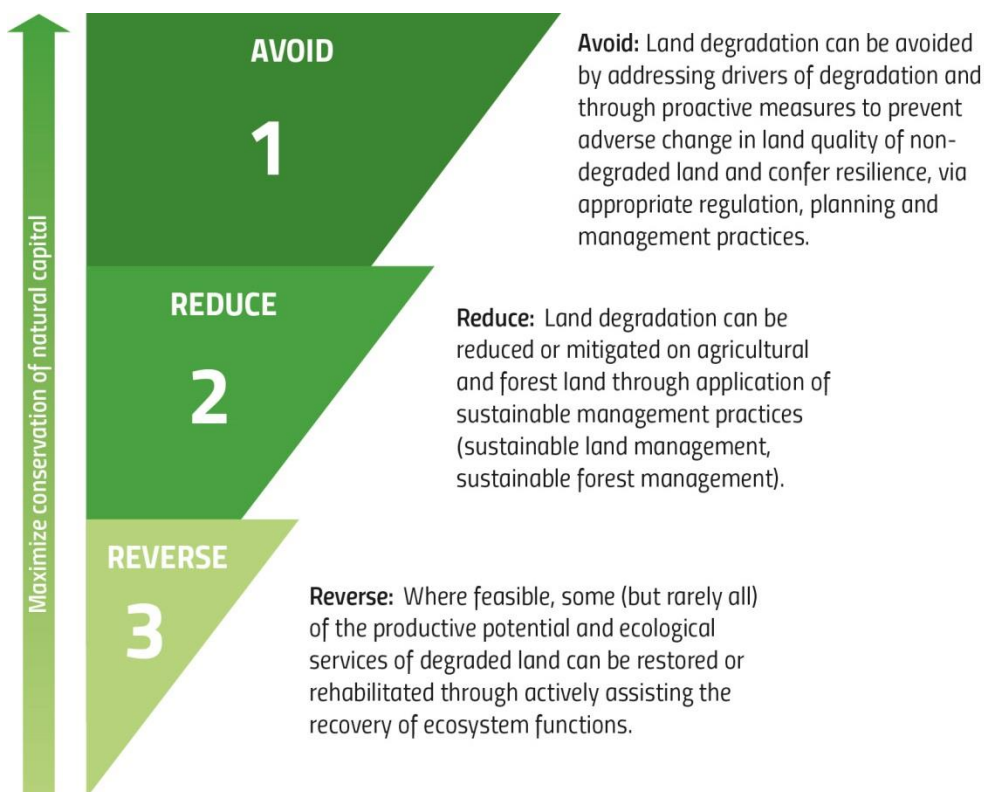 Maximize conservation of natural capital
AVOID
1
Avoid: Land degradation can be avoided
by addressing drivers of degradation and
through proactive measures to prevent
adverse change in land quality of non-
degraded land and confer resilience, via
appropriate regulation, planning and
management practices.
REDUCE
2
Reduce: Land degradation can be
reduced or mitigated on agricultural
and forest land through application of
sustainable management practices
(sustainable land management,
sustainable forest management).
REVERSE
3
Reverse: Where feasible, some (but rarely all)
of the productive potential and ecological
services of degraded land can be restored or
rehabilitated through actively assisting the
recovery of ecosystem functions.